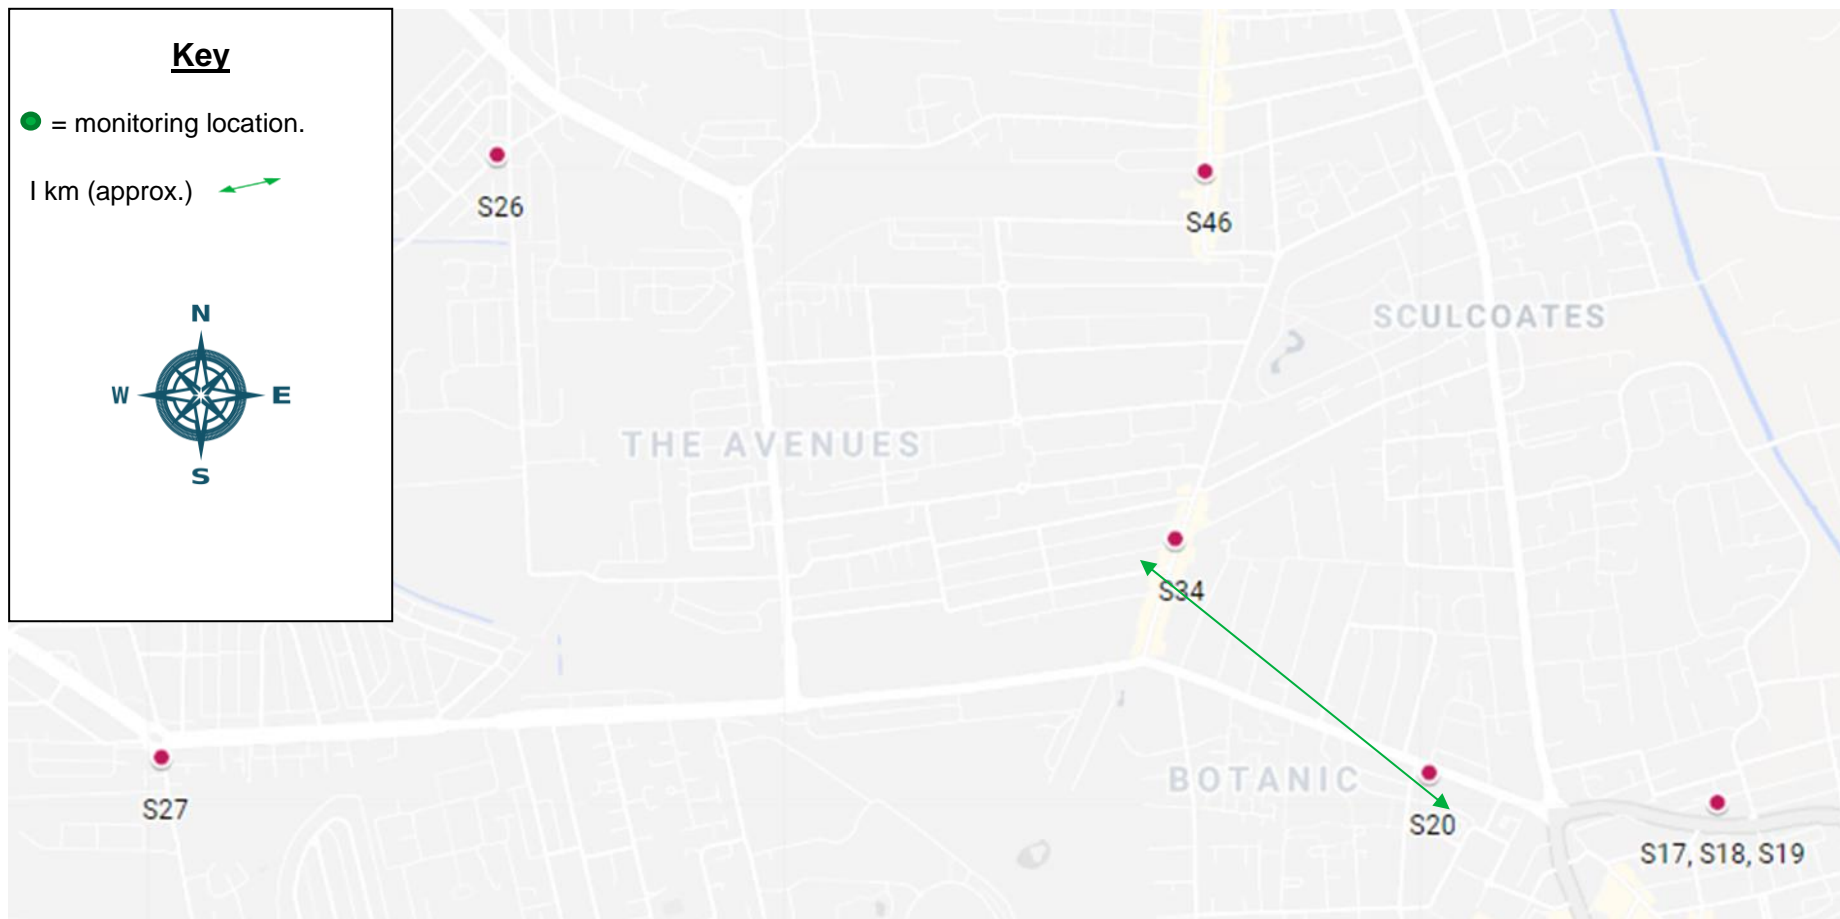 Key
= monitoring location.
I km (approx.)
N
W E
S
S26
S46
SCULCOATES
THE AVENUES
S34
BOTANIC
S27
S20
S17, S18, S19